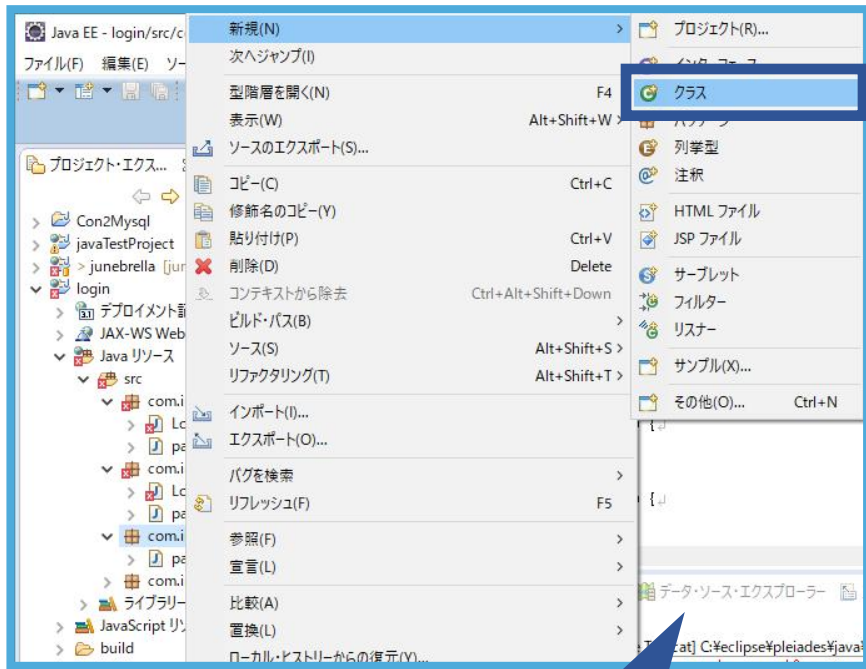 Java EE - login/src/c
ファイル(F) 編集(E) ソー
プロジェクト・エクス...
Con2Mysql
javaTestProject
> junebrella [jur
login
デプロイメント記
JAX-WS Web
Java リソース
src
com.i
Lo
pa
com.i
Lo
pa
com.i
pa
com.i
ライブラリー
JavaScript リソ
build
新規(N)
次へジャンプ(I)
型階層を開く(N) F4
表示(W) Alt+Shift+W >
ソースのエクスポート(S)...
コピー(C) Ctrl+C
修飾名のコピー(Y)
貼り付け(P) Ctrl+V
削除(D) Delete
コンテキストから除去 Ctrl+Alt+Shift+Down
ビルド・パス(B) >
ソース(S) Alt+Shift+S >
リファクタリング(T) Alt+Shift+T >
インポート(I)...
エクスポート(O)...
バグを検索 >
リフレッシュ(F) F5
参照(F) >
宣言(L) >
比較(A) >
置換(L) >
ローカル・ヒストリーからの復元(Y)...
プロジェクト(R)...
クラス
列挙型
注釈
HTML ファイル
JSP ファイル
サーブレット
フィルター
リスナー
サンプル(X)...
その他(O)... Ctrl+N
{
{
データ・ソース・エクスプローラー
cat] C:¥eclipse¥pleiades¥java¥